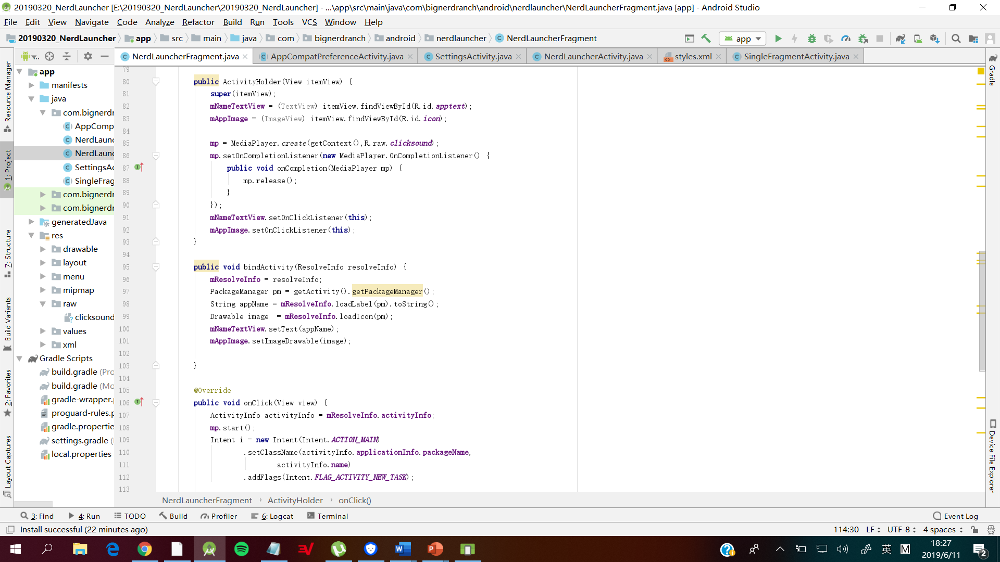 20190320_NerdLauncher [E:\20190320_NerdLauncher\20190320_NerdLauncher] - ...\app\src\main\java\com\bignerdranch\android\nerdlauncher\NerdLauncherFragment.java [app] - Android Studio
File Edit View Navigate Code Analyze Refactor Build Run Tools VCS Window Help
20190320_NerdLauncher app src main java com bignerdranch android nerdlauncher NerdLauncherFragment app
NerdLauncherFragment.java AppCompatPreferenceActivity.java SettingsActivity.java NerdLauncherActivity.java styles.xml SingleFragmentActivity.java
Resource Manager
1: Project
7: Structure
Build Variants
2: Favorites
Layout Captures
app
manifests
java
com.bignerdr
AppComp
NerdLaunc
NerdLaunc
SettingsAc
SingleFrag
com.bignerdr
com.bignerdr
generatedJava
res
drawable
layout
menu
mipmap
raw
clicksound
values
xml
Gradle Scripts
build.gradle (Pro
build.gradle (Mo
gradle-wrapper.p
proguard-rules.p
gradle.propertie
settings.gradle (
local.properties
79
80 public ActivityHolder(View itemView) {
81 super(itemView);
82 mNameTextView = (TextView) itemView.findViewById(R.id.apptext);
83 mAppImage = (ImageView) itemView.findViewById(R.id.icon);
84
85 mp = MediaPlayer.create(getContext(),R.raw.clicksound);
86 mp.setOnCompletionListener(new MediaPlayer.OnCompletionListener() {
87 public void onCompletion(MediaPlayer mp) {
88 mp.release();
89 }
90 });
91 mNameTextView.setOnClickListener(this);
92 mAppImage.setOnClickListener(this);
93 }
94
95 public void bindActivity(ResolveInfo resolveInfo) {
96 mResolveInfo = resolveInfo;
97 PackageManager pm = getActivity().getPackageManager();
98 String appName = mResolveInfo.loadLabel(pm).toString();
99 Drawable image  = mResolveInfo.loadIcon(pm);
100 mNameTextView.setText(appName);
101 mAppImage.setImageDrawable(image);
102
103 }
104
105 @Override
106 public void onClick(View view) {
107 ActivityInfo activityInfo = mResolveInfo.activityInfo;
108 mp.start();
109 Intent i = new Intent(Intent.ACTION_MAIN)
110 .setClassName(activityInfo.applicationInfo.packageName,
111 activityInfo.name)
112 .addFlags(Intent.FLAG_ACTIVITY_NEW_TASK);
113
Gradle
Device File Explorer
NerdLauncherFragment ActivityHolder onClick()
3: Find 4: Run TODO Build Profiler 6: Logcat Terminal Event Log
Install successful (22 minutes ago) 114:30 LF UTF-8 4 spaces
英 M 18:27
2019/6/11
2